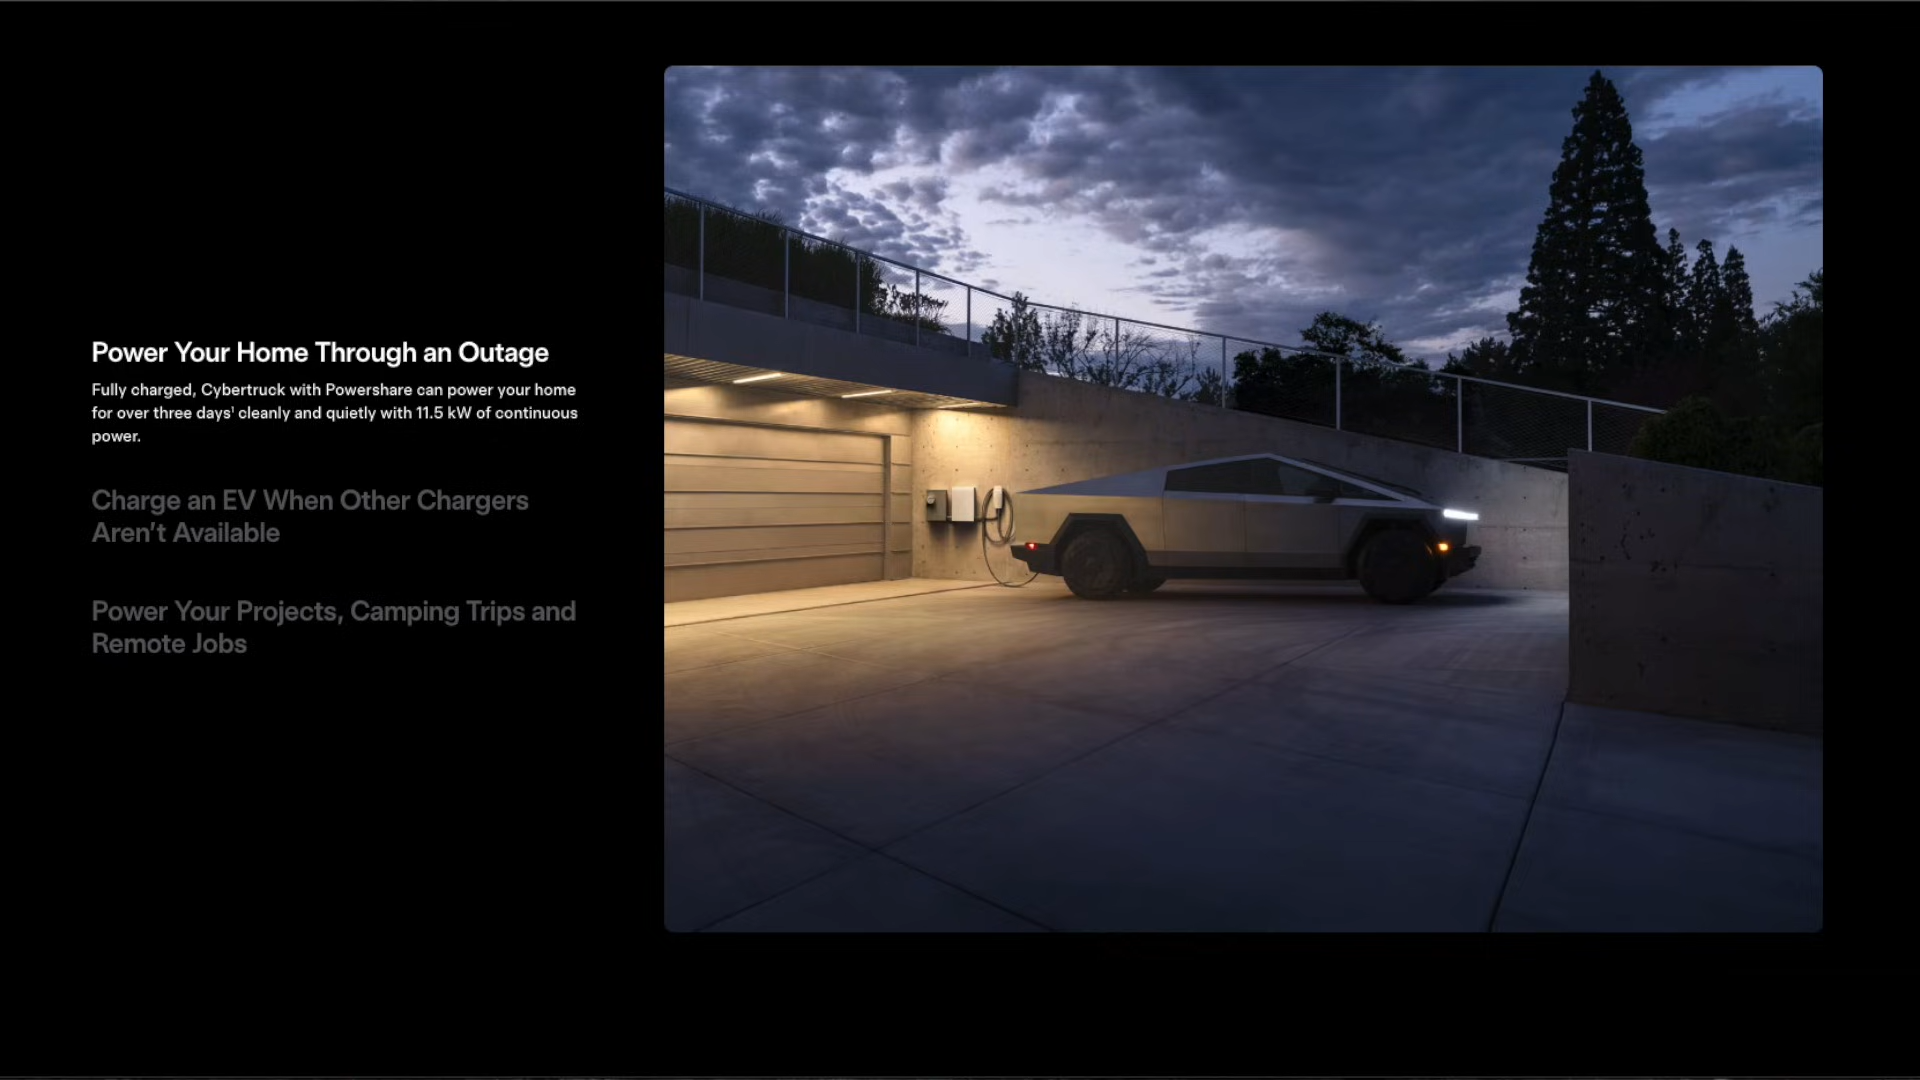 Power Your Home Through an Outage
Fully charged, Cybertruck with Powershare can power your home
for over three days¹ cleanly and quietly with 11.5 kW of continuous
power.
Charge an EV When Other Chargers
Aren’t Available
Power Your Projects, Camping Trips and
Remote Jobs